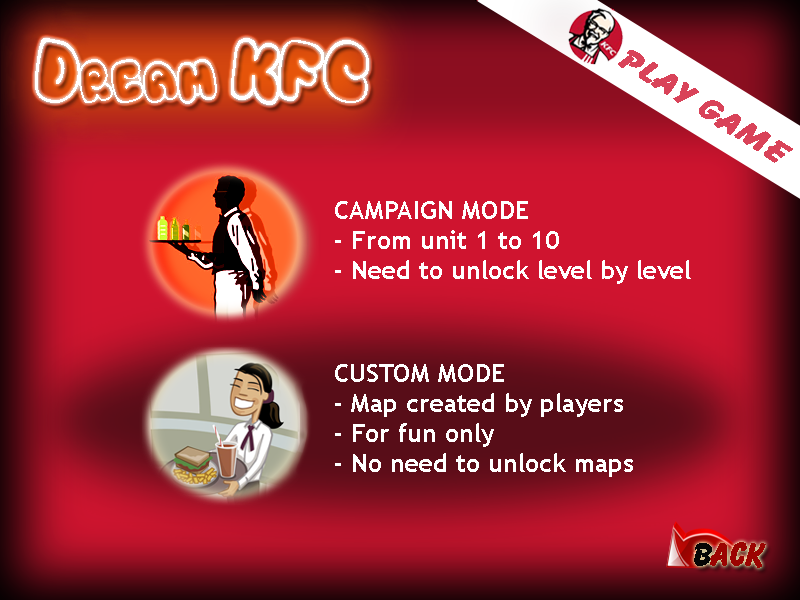 Dream KFC
KFC
PLAY GAME
CAMPAIGN MODE
- From unit 1 to 10
- Need to unlock level by level
CUSTOM MODE
- Map created by players
- For fun only
- No need to unlock maps
BACK